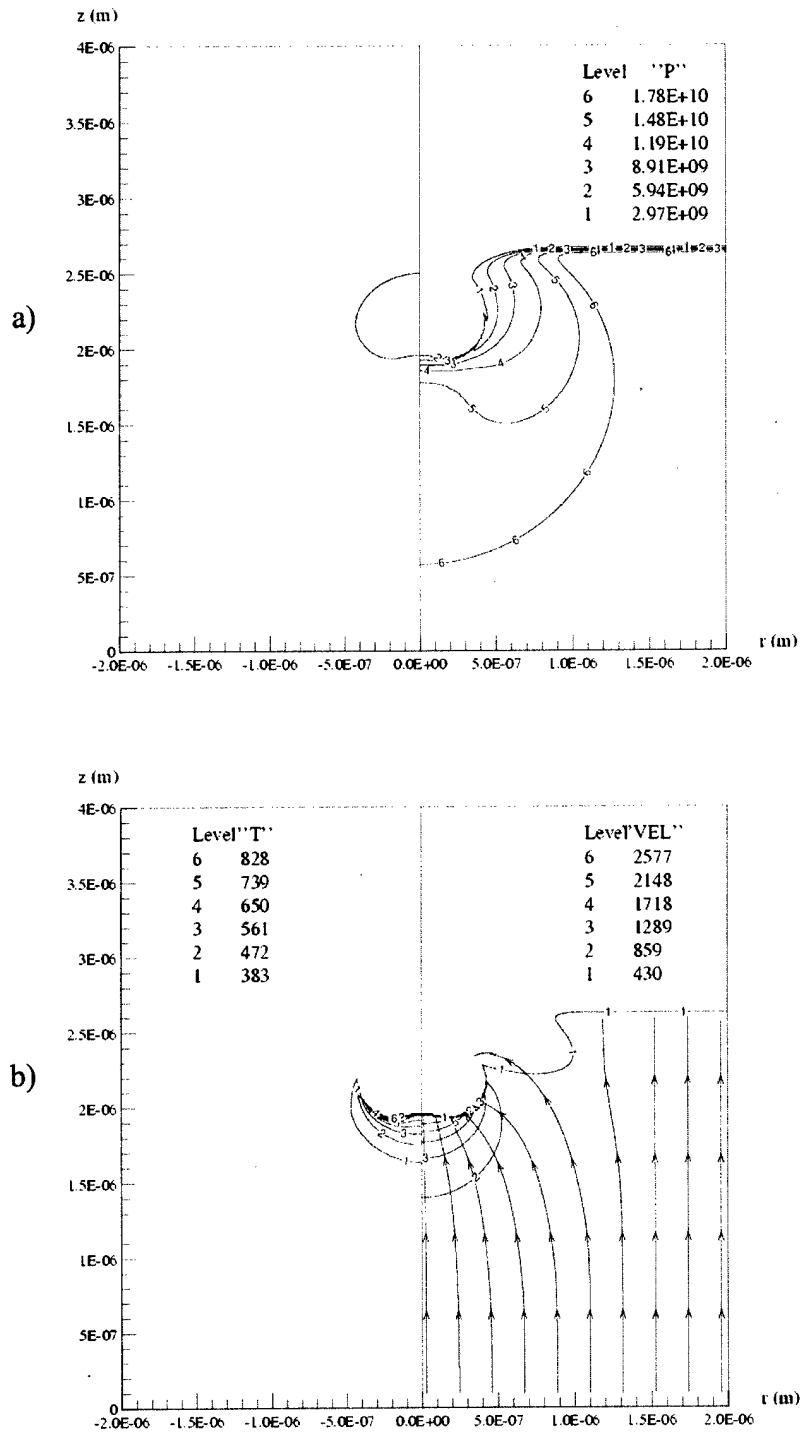 z (m)
4E-06
Level "P"
6 1.78E+10
3.5E-06
5 1.48E+10
4 1.19E+10
3 8.91E+09
3E-06
2 5.94E+09
1 2.97E+09
2.5E-06
a)
2E-06
1.5E-06
1E-06
5E-07
0
r (m)
-2.0E-06 -1.5E-06 -1.0E-06 -5.0E-07 0.0E+00 5.0E-07 1.0E-06 1.5E-06 2.0E-06
z (m)
4E-06
Level"T" Level"VEL"
6 828 6 2577
3.5E-06
5 739 5 2148
4 650 4 1718
3 561 3 1289
3E-06
2 472 2 859
1 383 1 430
2.5E-06
b)
2E-06
1.5E-06
1E-06
5E-07
0
r (m)
-2.0E-06 -1.5E-06 -1.0E-06 -5.0E-07 0.0E+00 5.0E-07 1.0E-06 1.5E-06 2.0E-06